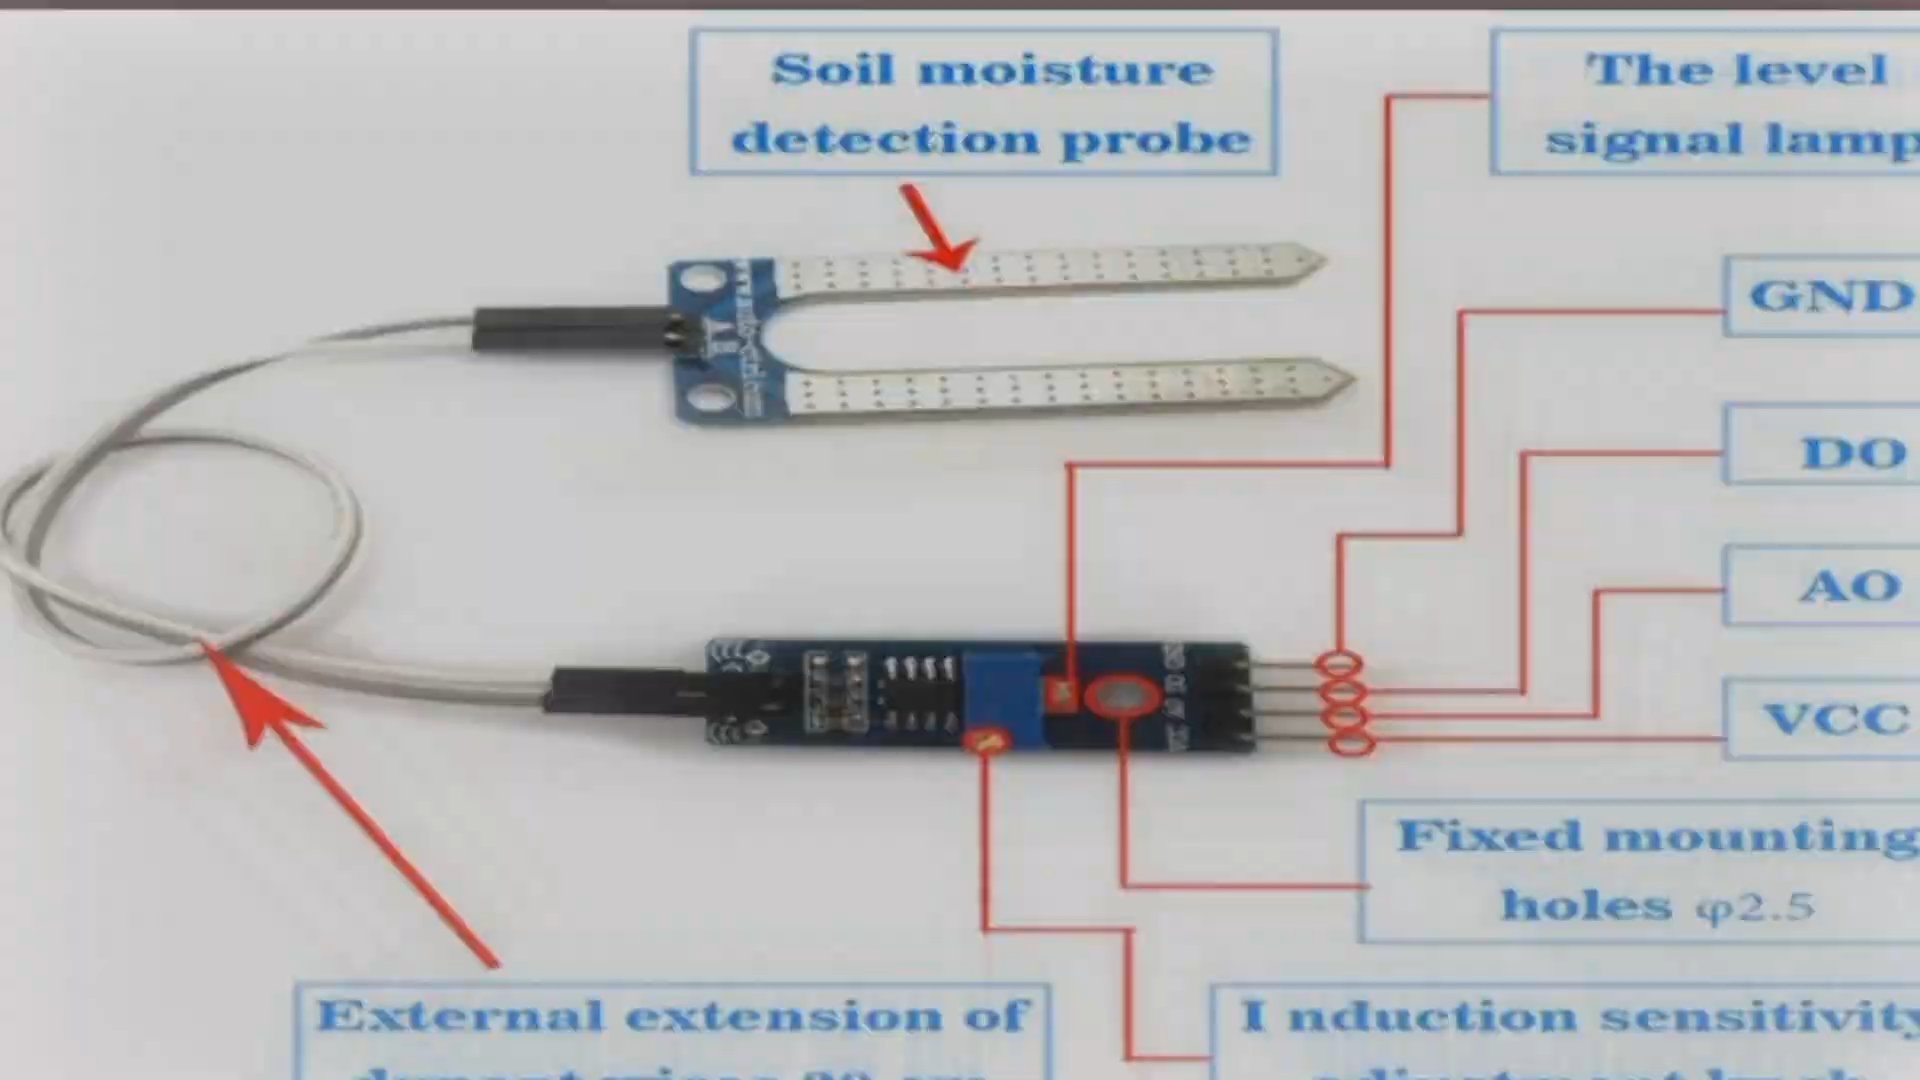 Soil moisture
detection probe
The level
signal lamp
GND
DO
AO
VCC
Fixed mounting
holes φ2.5
External extension of
I nduction sensitivity